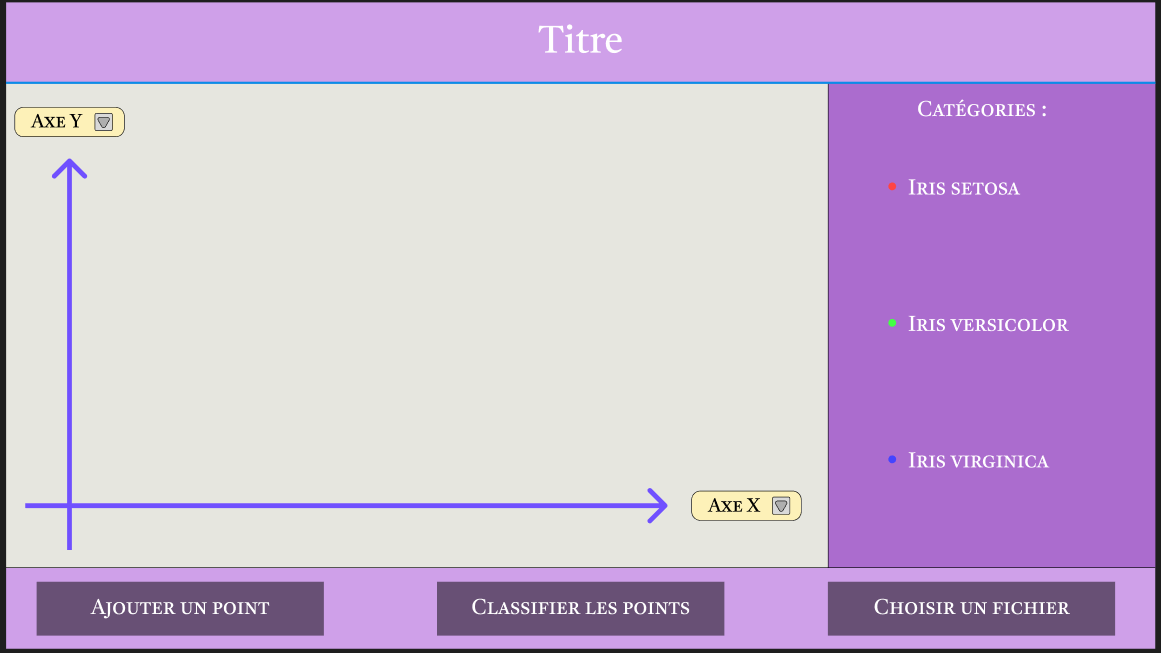 Titre
Axe Y
Catégories :
Iris setosa
Iris versicolor
Iris virginica
Axe X
Ajouter un point
Classifier les points
Choisir un fichier